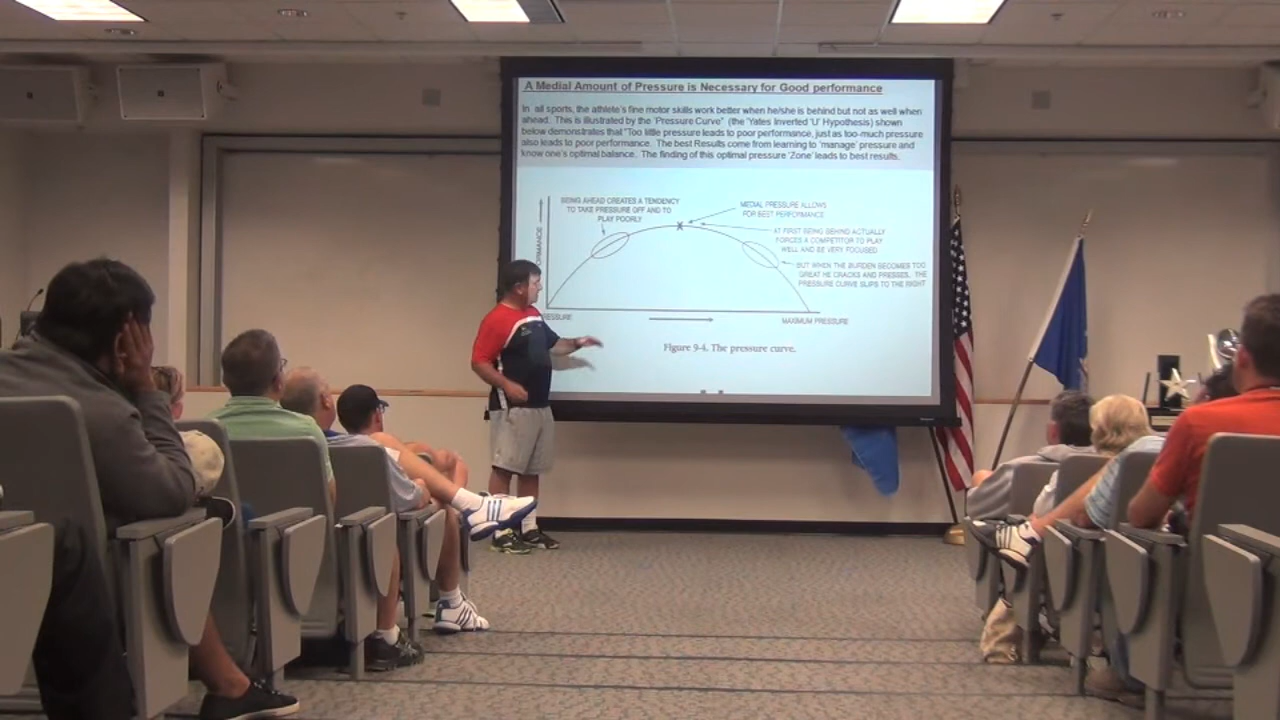 A Medial Amount of Pressure is Necessary for Good performance
In all sports, the athlete's fine motor skills work better when he/she is behind but not as well when
ahead. This is illustrated by the 'Pressure Curve" (the 'Yates Inverted 'U' Hypothesis) shown
below demonstrates that "Too little pressure leads to poor performance, just as too-much pressure
also leads to poor performance. The best Results come from learning to 'manage' pressure and
know one's optimal balance. The finding of this optimal pressure 'Zone' leads to best results.
BEING AHEAD CREATES A TENDENCY
TO TAKE PRESSURE OFF AND TO
PLAY POORLY
MEDIAL PRESSURE ALLOWS
FOR BEST PERFORMANCE
X
AT FIRST BEING BEHIND ACTUALLY
FORCES A COMPETITOR TO PLAY
WELL AND BE VERY FOCUSED
BUT WHEN THE BURDEN BECOMES TOO
GREAT HE CRACKS AND PRESSES. THE
PRESSURE CURVE SLIPS TO THE RIGHT
ORMANCE
ESSURE
MAXIMUM PRESSURE
Figure 9-4. The pressure curve.